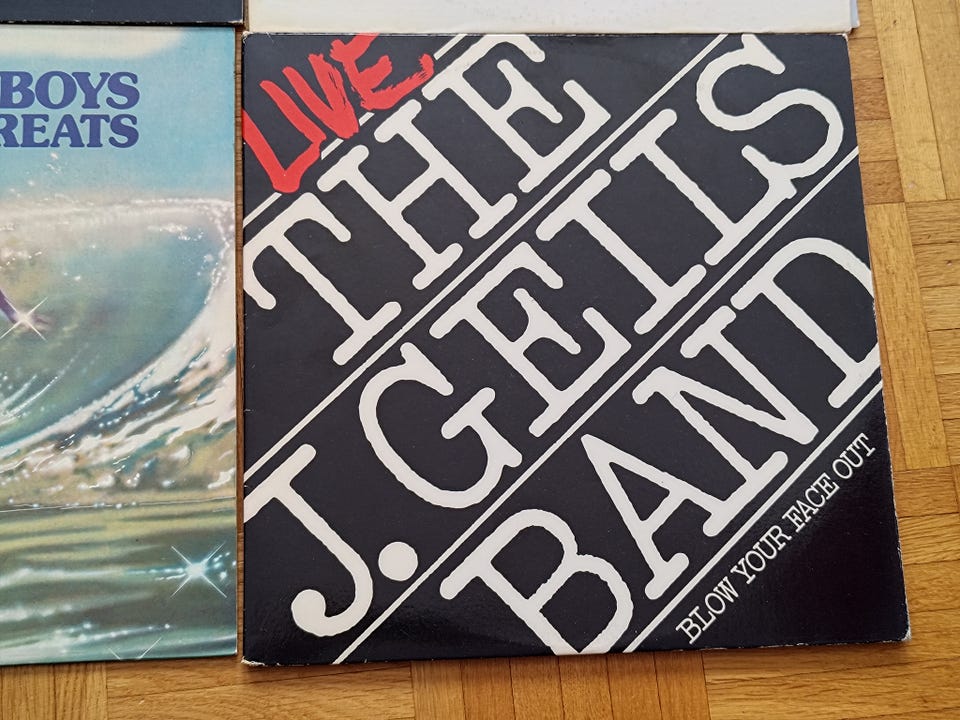 BOYS
REATS
LIVE
THE
J. GEILS
BAND
BLOW YOUR FACE OUT